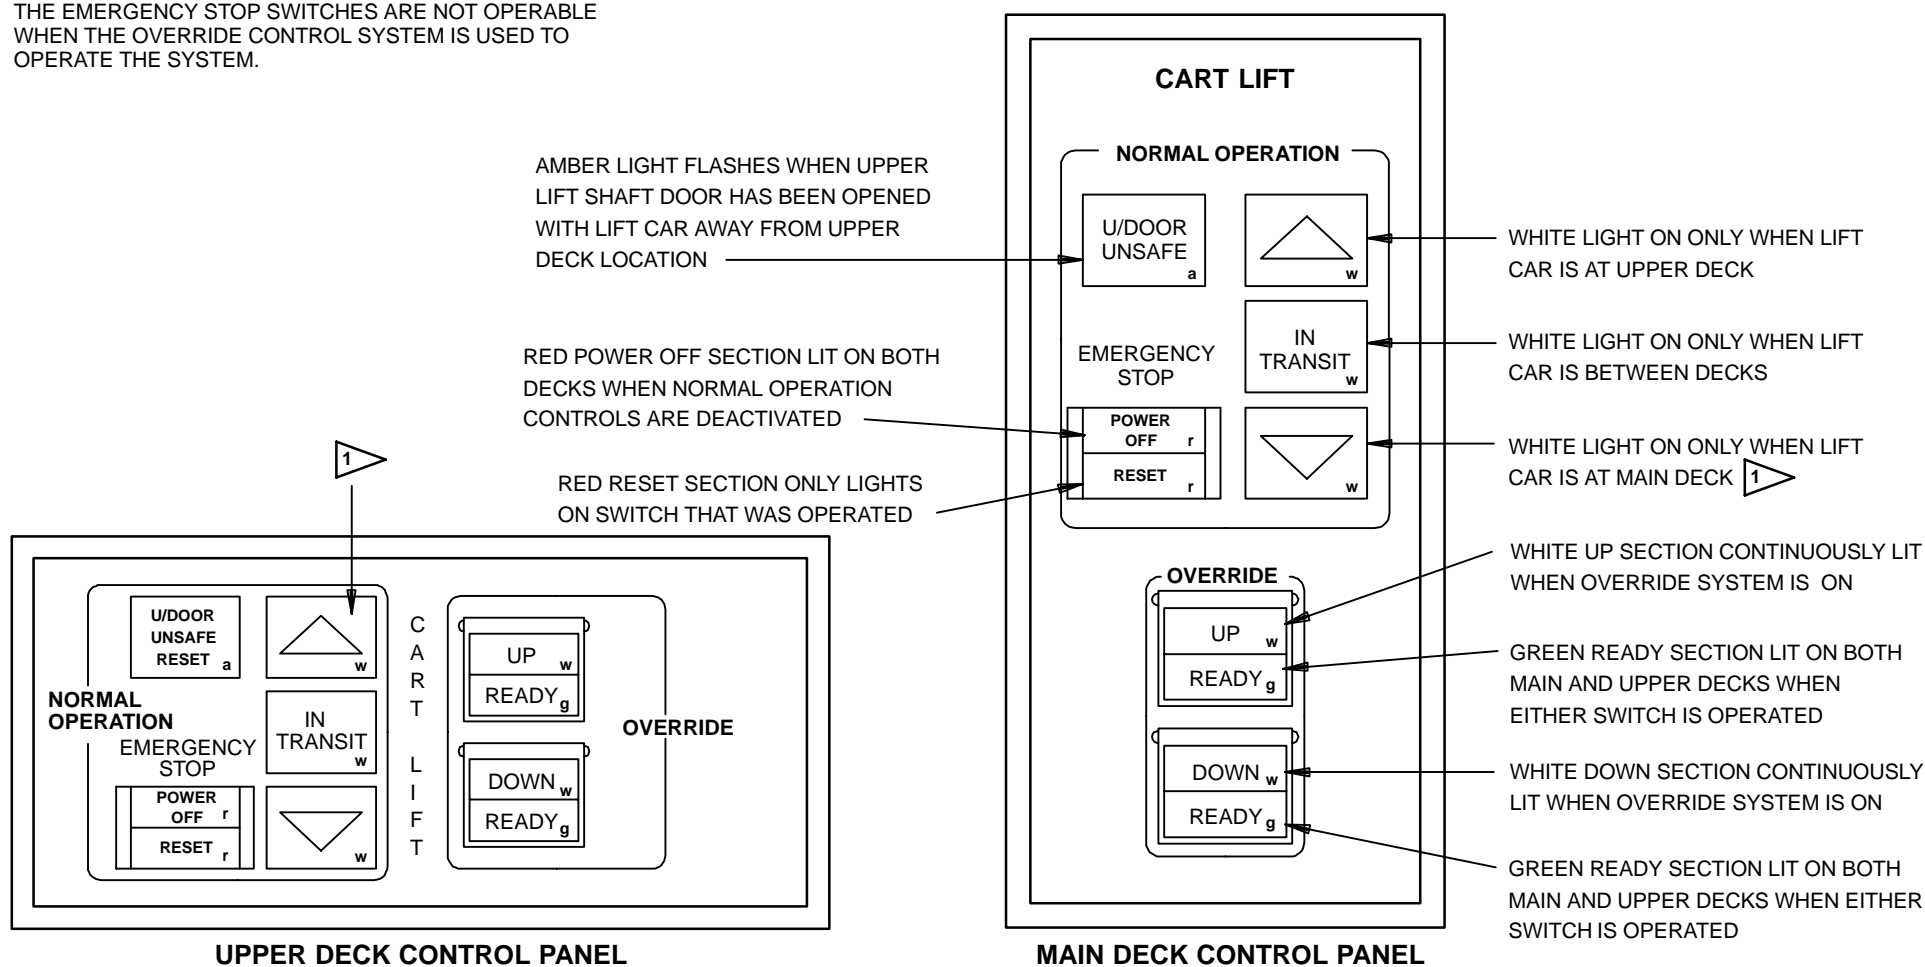 THE EMERGENCY STOP SWITCHES ARE NOT OPERABLE
WHEN THE OVERRIDE CONTROL SYSTEM IS USED TO
OPERATE THE SYSTEM.
AMBER LIGHT FLASHES WHEN UPPER
LIFT SHAFT DOOR HAS BEEN OPENED
WITH LIFT CAR AWAY FROM UPPER
DECK LOCATION
RED POWER OFF SECTION LIT ON BOTH
DECKS WHEN NORMAL OPERATION
CONTROLS ARE DEACTIVATED
RED RESET SECTION ONLY LIGHTS
ON SWITCH THAT WAS OPERATED
1
U/DOOR
UNSAFE
RESET a
w
NORMAL
OPERATION
IN
TRANSIT
w
EMERGENCY
STOP
POWER
OFF r
RESET r
w
CART LIFT
UP w
READY g
OVERRIDE
DOWN w
READY g
UPPER DECK CONTROL PANEL
CART LIFT
NORMAL OPERATION
U/DOOR
UNSAFE
a
w
IN
TRANSIT
w
EMERGENCY
STOP
POWER
OFF r
RESET
r
w
OVERRIDE
UP w
READY g
DOWN w
READY g
MAIN DECK CONTROL PANEL
WHITE LIGHT ON ONLY WHEN LIFT
CAR IS AT UPPER DECK
WHITE LIGHT ON ONLY WHEN LIFT
CAR IS BETWEEN DECKS
WHITE LIGHT ON ONLY WHEN LIFT
CAR IS AT MAIN DECK 1
WHITE UP SECTION CONTINUOUSLY LIT
WHEN OVERRIDE SYSTEM IS ON
GREEN READY SECTION LIT ON BOTH
MAIN AND UPPER DECKS WHEN
EITHER SWITCH IS OPERATED
WHITE DOWN SECTION CONTINUOUSLY
LIT WHEN OVERRIDE SYSTEM IS ON
GREEN READY SECTION LIT ON BOTH
MAIN AND UPPER DECKS WHEN EITHER
SWITCH IS OPERATED